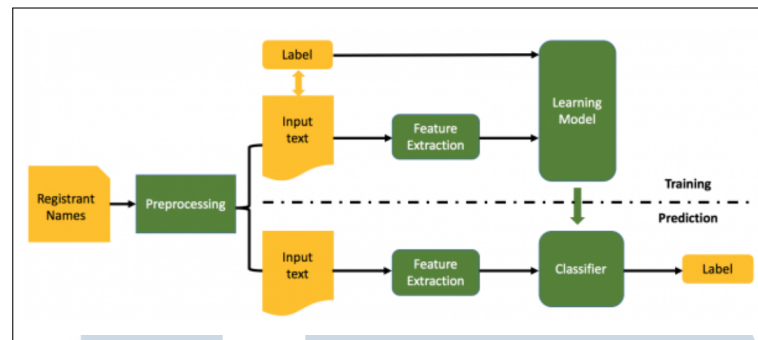 Label
Input
text
Feature
Extraction
Learning
Model
Registrant
Names
Preprocessing
Training
Prediction
Input
text
Feature
Extraction
Classifier
Label